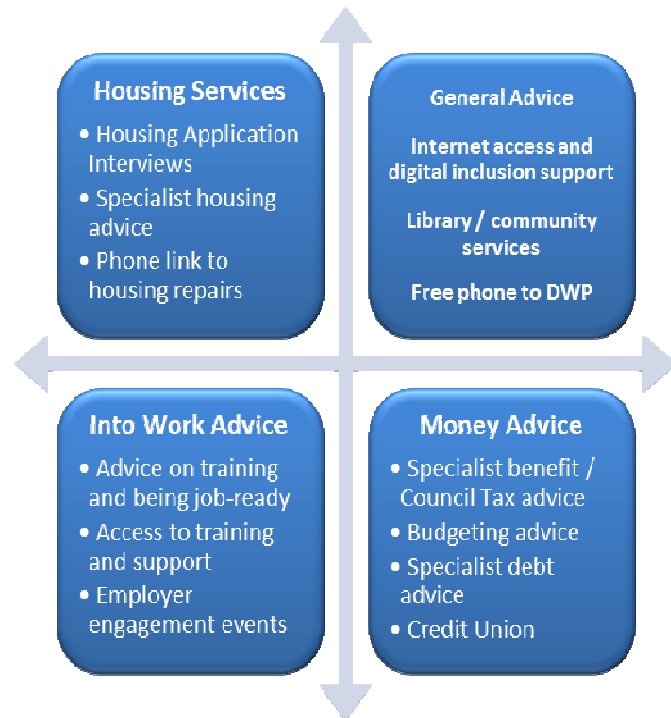 Housing Services
• Housing Application
Interviews
• Specialist housing
advice
• Phone link to
housing repairs
General Advice
Internet access and
digital inclusion support
Library / community
services
Free phone to DWP
Into Work Advice
• Advice on training
and being job-ready
• Access to training
and support
• Employer
engagement events
Money Advice
• Specialist benefit /
Council Tax advice
• Budgeting advice
• Specialist debt
advice
• Credit Union